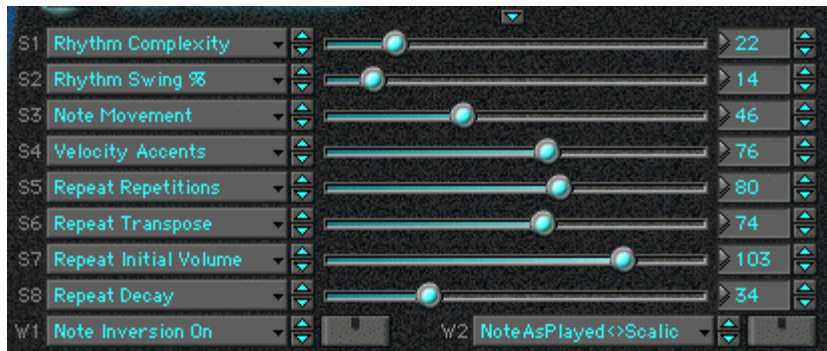 S1 Rhythm Complexity 22
S2 Rhythm Swing % 14
S3 Note Movement 46
S4 Velocity Accents 76
S5 Repeat Repetitions 80
S6 Repeat Transpose 74
S7 Repeat Initial Volume 103
S8 Repeat Decay 34
W1 Note Inversion On W2 NoteAsPlayed<>Scalic